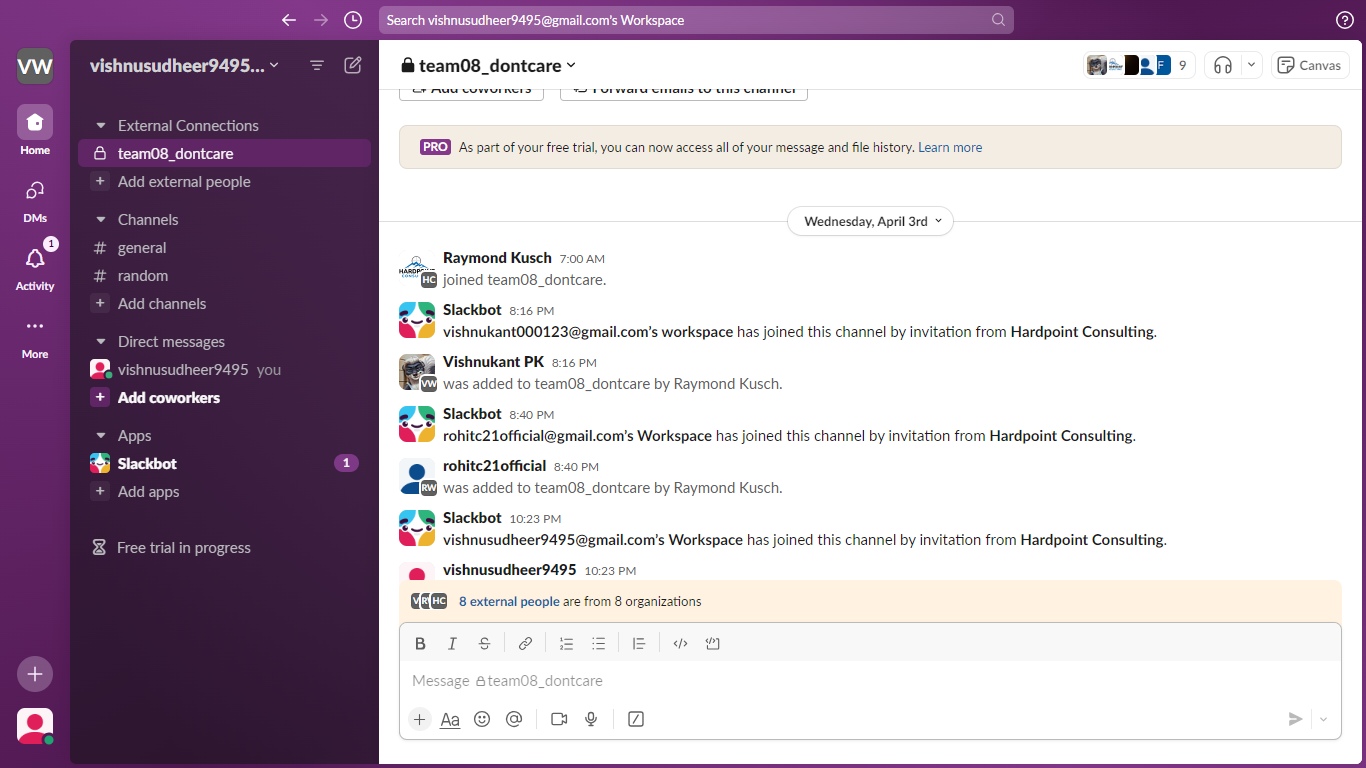 Search vishnusudheer9495@gmail.com's Workspace
VW
Home
DMs
1
Activity
More
vishnusudheer9495...
External Connections
team08_dontcare
Add external people
Channels
general
random
Add channels
Direct messages
vishnusudheer9495 you
Add coworkers
Apps
Slackbot 1
Add apps
Free trial in progress
team08_dontcare
F 9
Canvas
Add coworkers
Forward emails to this channel
PRO As part of your free trial, you can now access all of your message and file history. Learn more
Wednesday, April 3rd
HC
Raymond Kusch 7:00 AM
joined team08_dontcare.
Slackbot 8:16 PM
vishnukant000123@gmail.com’s workspace has joined this channel by invitation from Hardpoint Consulting.
Vishnukant PK 8:16 PM
VW was added to team08_dontcare by Raymond Kusch.
Slackbot 8:40 PM
rohitc21official@gmail.com’s Workspace has joined this channel by invitation from Hardpoint Consulting.
rohitc21official 8:40 PM
RW was added to team08_dontcare by Raymond Kusch.
Slackbot 10:23 PM
vishnusudheer9495@gmail.com’s Workspace has joined this channel by invitation from Hardpoint Consulting.
vishnusudheer9495 10:23 PM
HC 8 external people are from 8 organizations
B I S
Message team08_dontcare
Aa